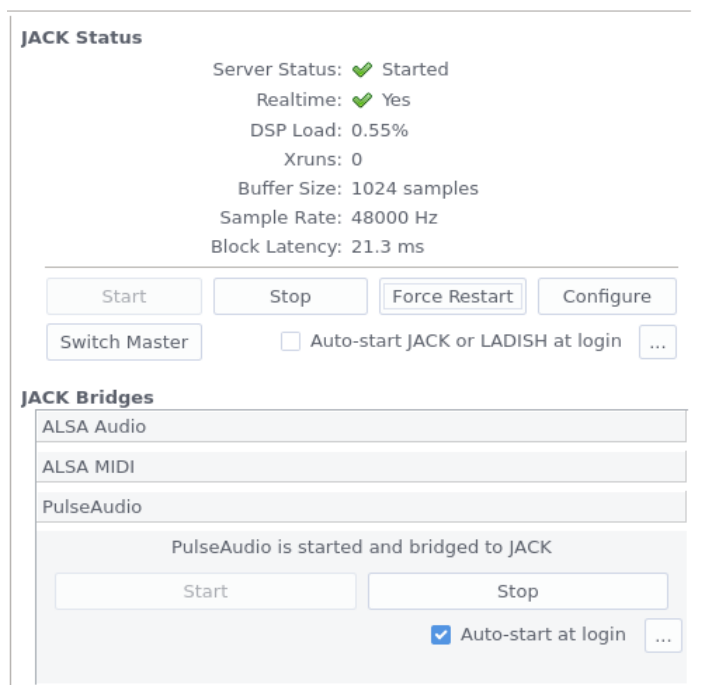 JACK Status
Server Status: Started
Realtime: Yes
DSP Load: 0.55%
Xruns: 0
Buffer Size: 1024 samples
Sample Rate: 48000 Hz
Block Latency: 21.3 ms
Start Stop Force Restart Configure
Switch Master Auto-start JACK or LADISH at login ...
JACK Bridges
ALSA Audio
ALSA MIDI
PulseAudio
PulseAudio is started and bridged to JACK
Start Stop
Auto-start at login ...